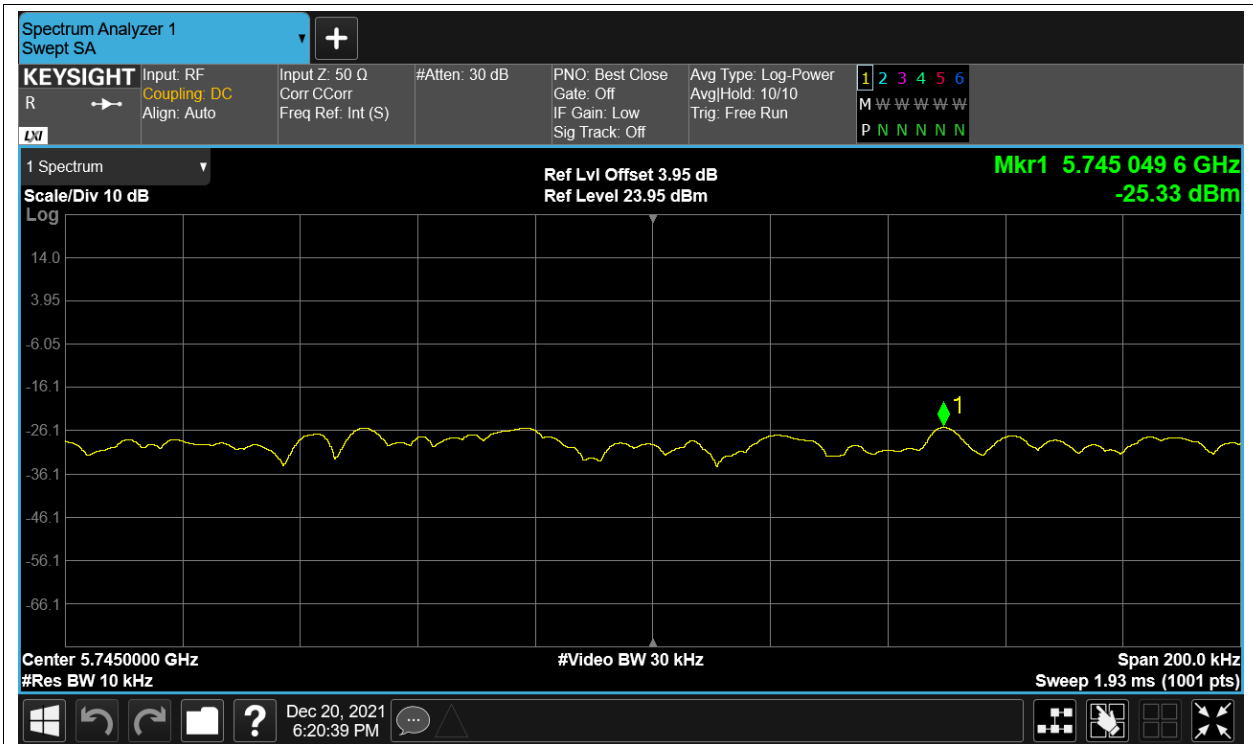 Spectrum Analyzer 1
Swept SA
KEYSIGHT
R
LXI
Input: RF
Coupling: DC
Align: Auto
Input Z: 50 Ω
Corr CCorr
Freq Ref: Int (S)
#Atten: 30 dB
PNO: Best Close
Gate: Off
IF Gain: Low
Sig Track: Off
Avg Type: Log-Power
Avg|Hold: 10/10
Trig: Free Run
1 2 3 4 5 6
M W W W W W
P N N N N N
1 Spectrum
Scale/Div 10 dB
Log
Ref Lvl Offset 3.95 dB
Ref Level 23.95 dBm
Mkr1 5.745 049 6 GHz
-25.33 dBm
14.0
3.95
-6.05
-16.1
-26.1
-36.1
-46.1
-56.1
-66.1
1
Center 5.7450000 GHz
#Res BW 10 kHz
#Video BW 30 kHz
Span 200.0 kHz
Sweep 1.93 ms (1001 pts)
?
Dec 20, 2021
6:20:39 PM